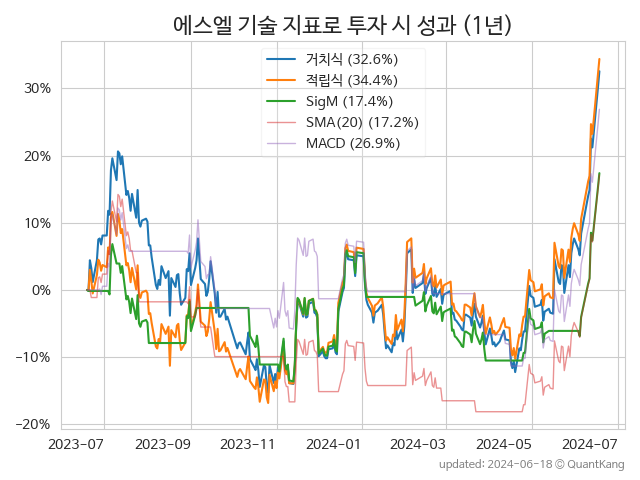 에스엘 기술 지표로 투자 시 성과 (1년)
거치식 (32.6%)
적립식 (34.4%)
SigM (17.4%)
SMA(20) (17.2%)
MACD (26.9%)
30%
20%
10%
0%
−10%
−20%
2023-07 2023-09 2023-11 2024-01 2024-03 2024-05 2024-07
updated: 2024-06-18 © QuantKang